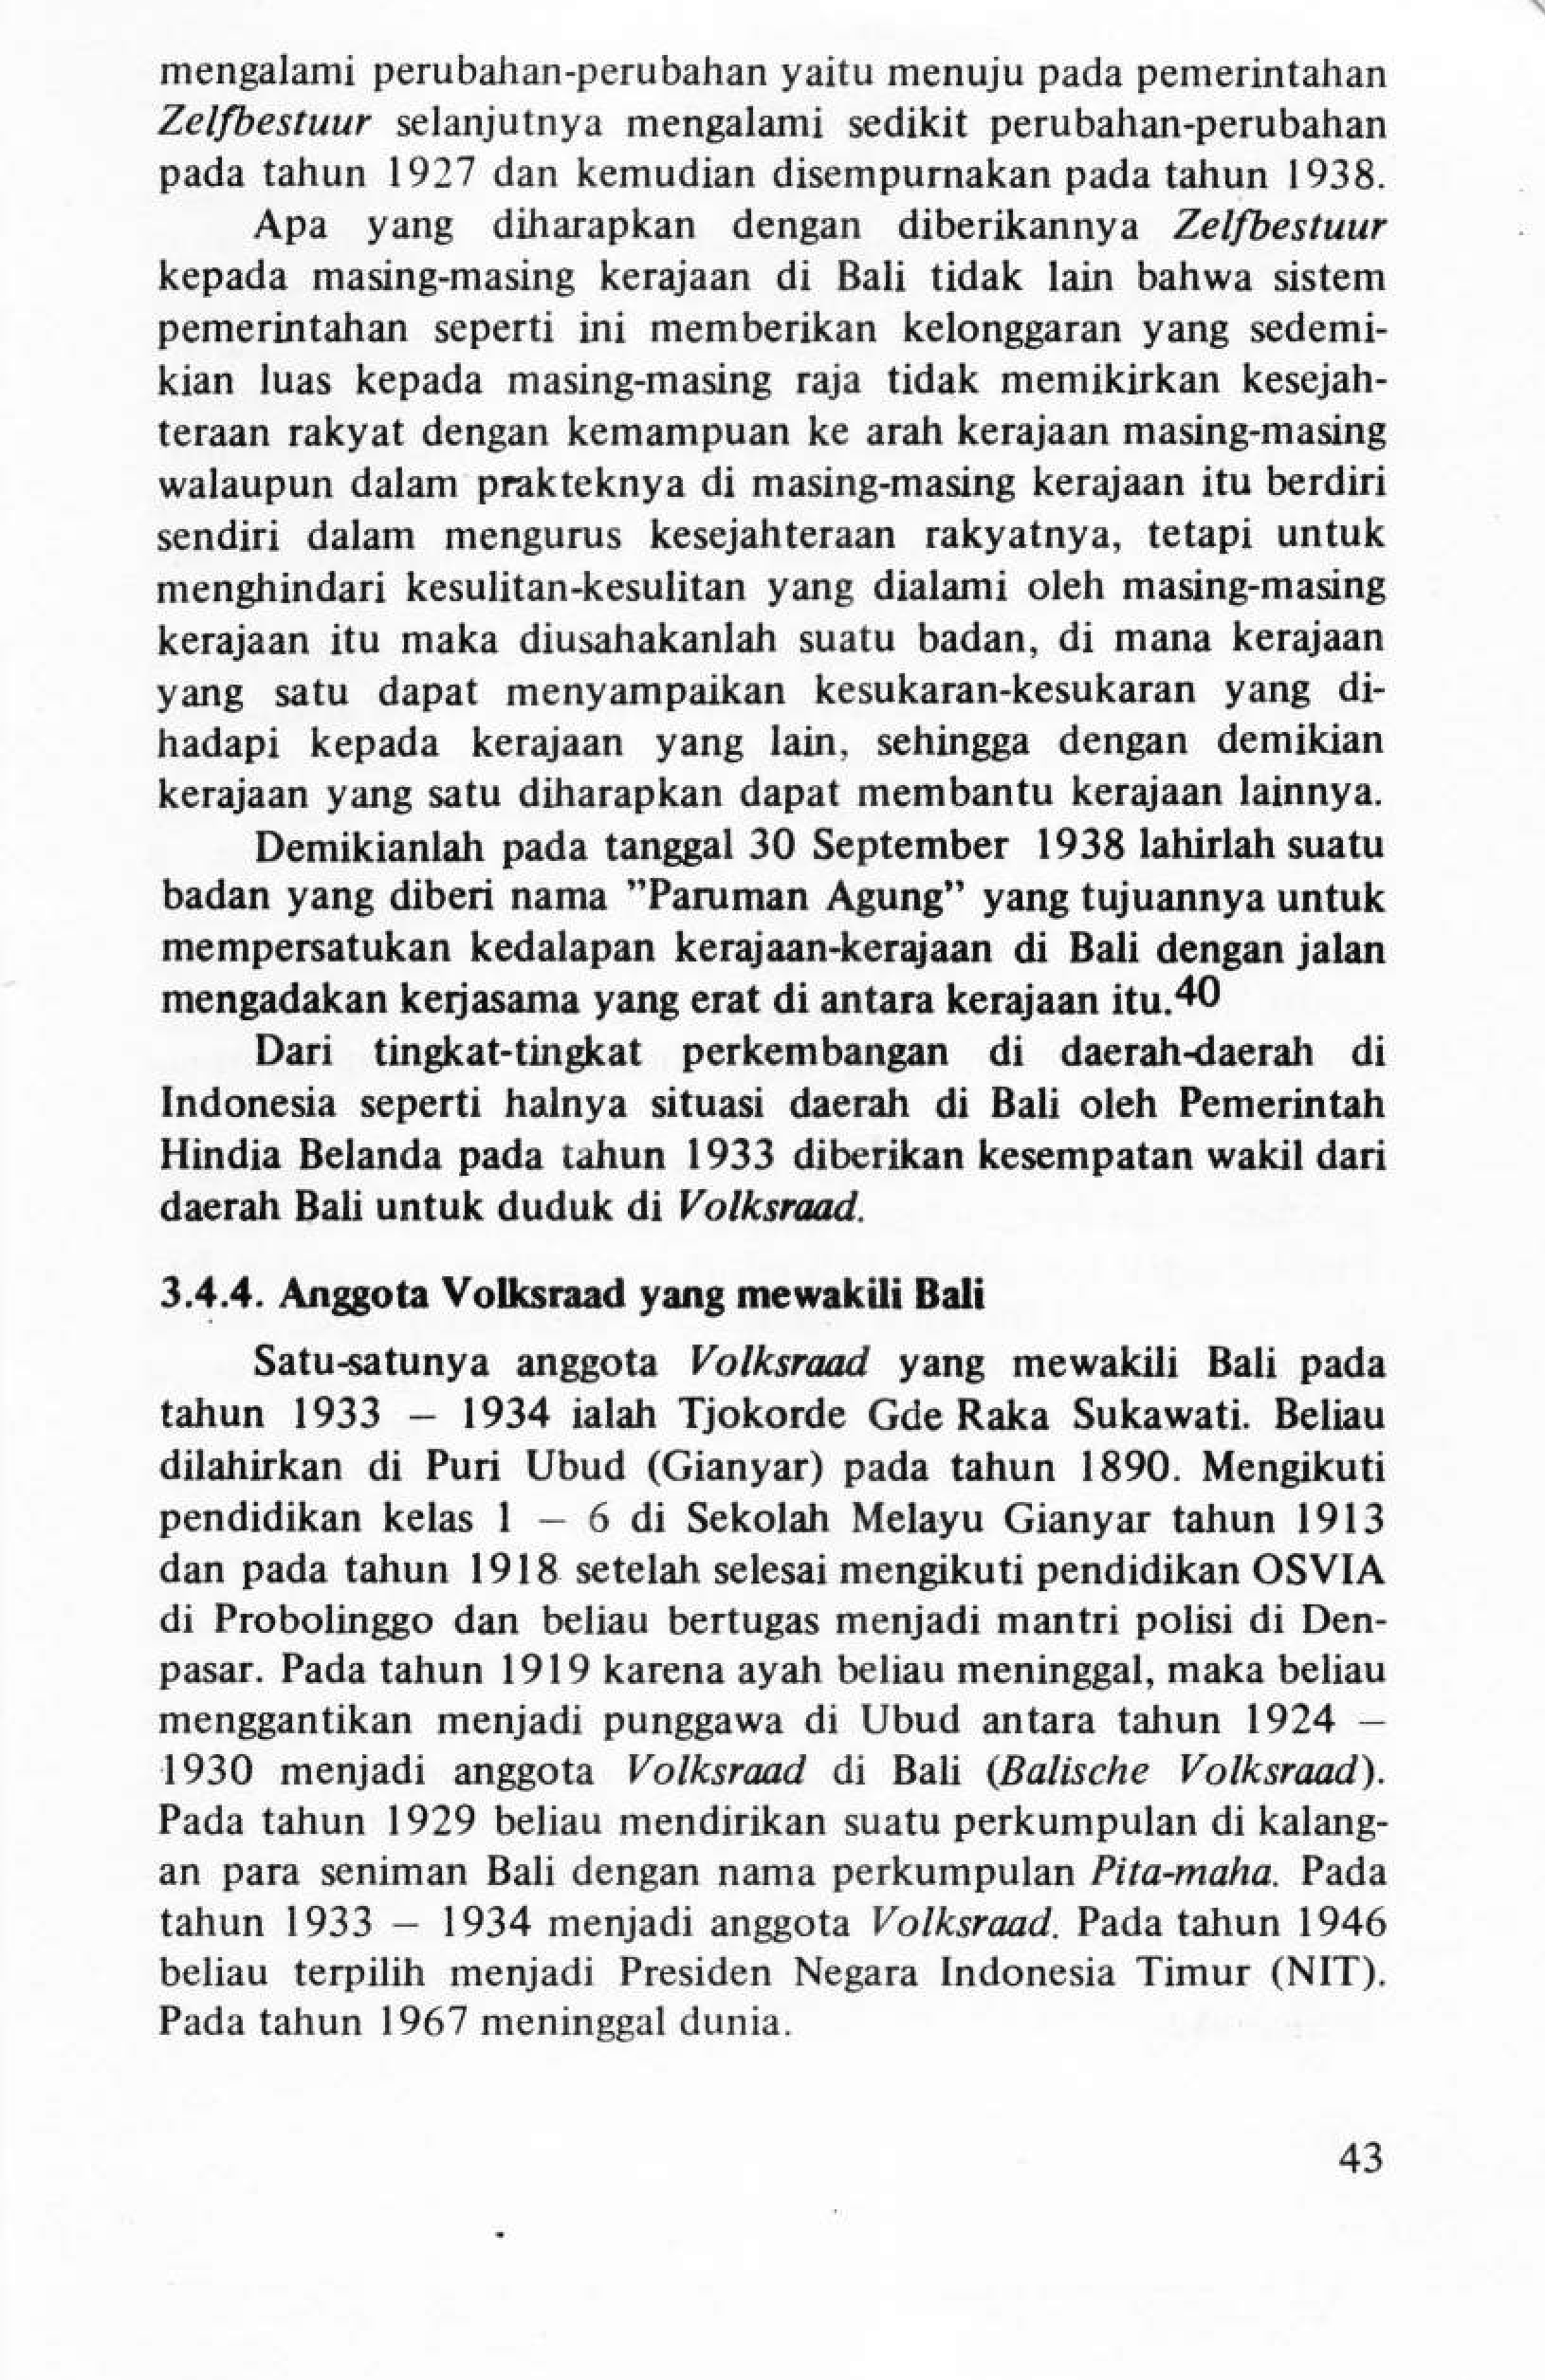 mengalami perubahan-perubahan yaitu menuju pada pemerintahan
Zelfbestuur selanjutnya mengalami sedikit perubahan-perubahan
pada tahun 1927 dan kemudian disempurnakan pada tahun 1938.
Apa yang diharapkan dengan diberikannya Zelfbestuur
kepada masing-masing kerajaan di Bali tidak lain bahwa sistem
pemerintahan seperti ini memberikan kelonggaran yang sedemi-
kian luas kepada masing-masing raja tidak memikirkan kesejah-
teraan rakyat dengan kemampuan ke arah kerajaan masing-masing
walaupun dalam prakteknya di masing-masing kerajaan itu berdiri
sendiri dalam mengurus kesejahteraan rakyatnya, tetapi untuk
menghindari kesulitan-kesulitan yang dialami oleh masing-masing
kerajaan itu maka diusahakanlah suatu badan, di mana kerajaan
yang satu dapat menyampaikan kesukaran-kesukaran yang di-
hadapi kepada kerajaan yang lain, sehingga dengan demikian
kerajaan yang satu diharapkan dapat membantu kerajaan lainnya.
Demikianlah pada tanggal 30 September 1938 lahirlah suatu
badan yang diberi nama ”Paruman Agung” yang tujuannya untuk
mempersatukan kedalapan kerajaan-kerajaan di Bali dengan jalan
mengadakan kerjasama yang erat di antara kerajaan itu.40
Dari tingkat-tingkat perkembangan di daerah-daerah di
Indonesia seperti halnya situasi daerah di Bali oleh Pemerintah
Hindia Belanda pada tahun 1933 diberikan kesempatan wakil dari
daerah Bali untuk duduk di Volksraad.
3.4.4. Anggota Volksraad yang mewakili Bali
Satu-satunya anggota Volksraad yang mewakili Bali pada
tahun 1933 – 1934 ialah Tjokorde Gde Raka Sukawati. Beliau
dilahirkan di Puri Ubud (Gianyar) pada tahun 1890. Mengikuti
pendidikan kelas 1 – 6 di Sekolah Melayu Gianyar tahun 1913
dan pada tahun 1918 setelah selesai mengikuti pendidikan OSVIA
di Probolinggo dan beliau bertugas menjadi mantri polisi di Den-
pasar. Pada tahun 1919 karena ayah beliau meninggal, maka beliau
menggantikan menjadi punggawa di Ubud antara tahun 1924 –
1930 menjadi anggota Volksraad di Bali (Balische Volksraad).
Pada tahun 1929 beliau mendirikan suatu perkumpulan di kalang-
an para seniman Bali dengan nama perkumpulan Pita-maha. Pada
tahun 1933 – 1934 menjadi anggota Volksraad. Pada tahun 1946
beliau terpilih menjadi Presiden Negara Indonesia Timur (NIT).
Pada tahun 1967 meninggal dunia.
43